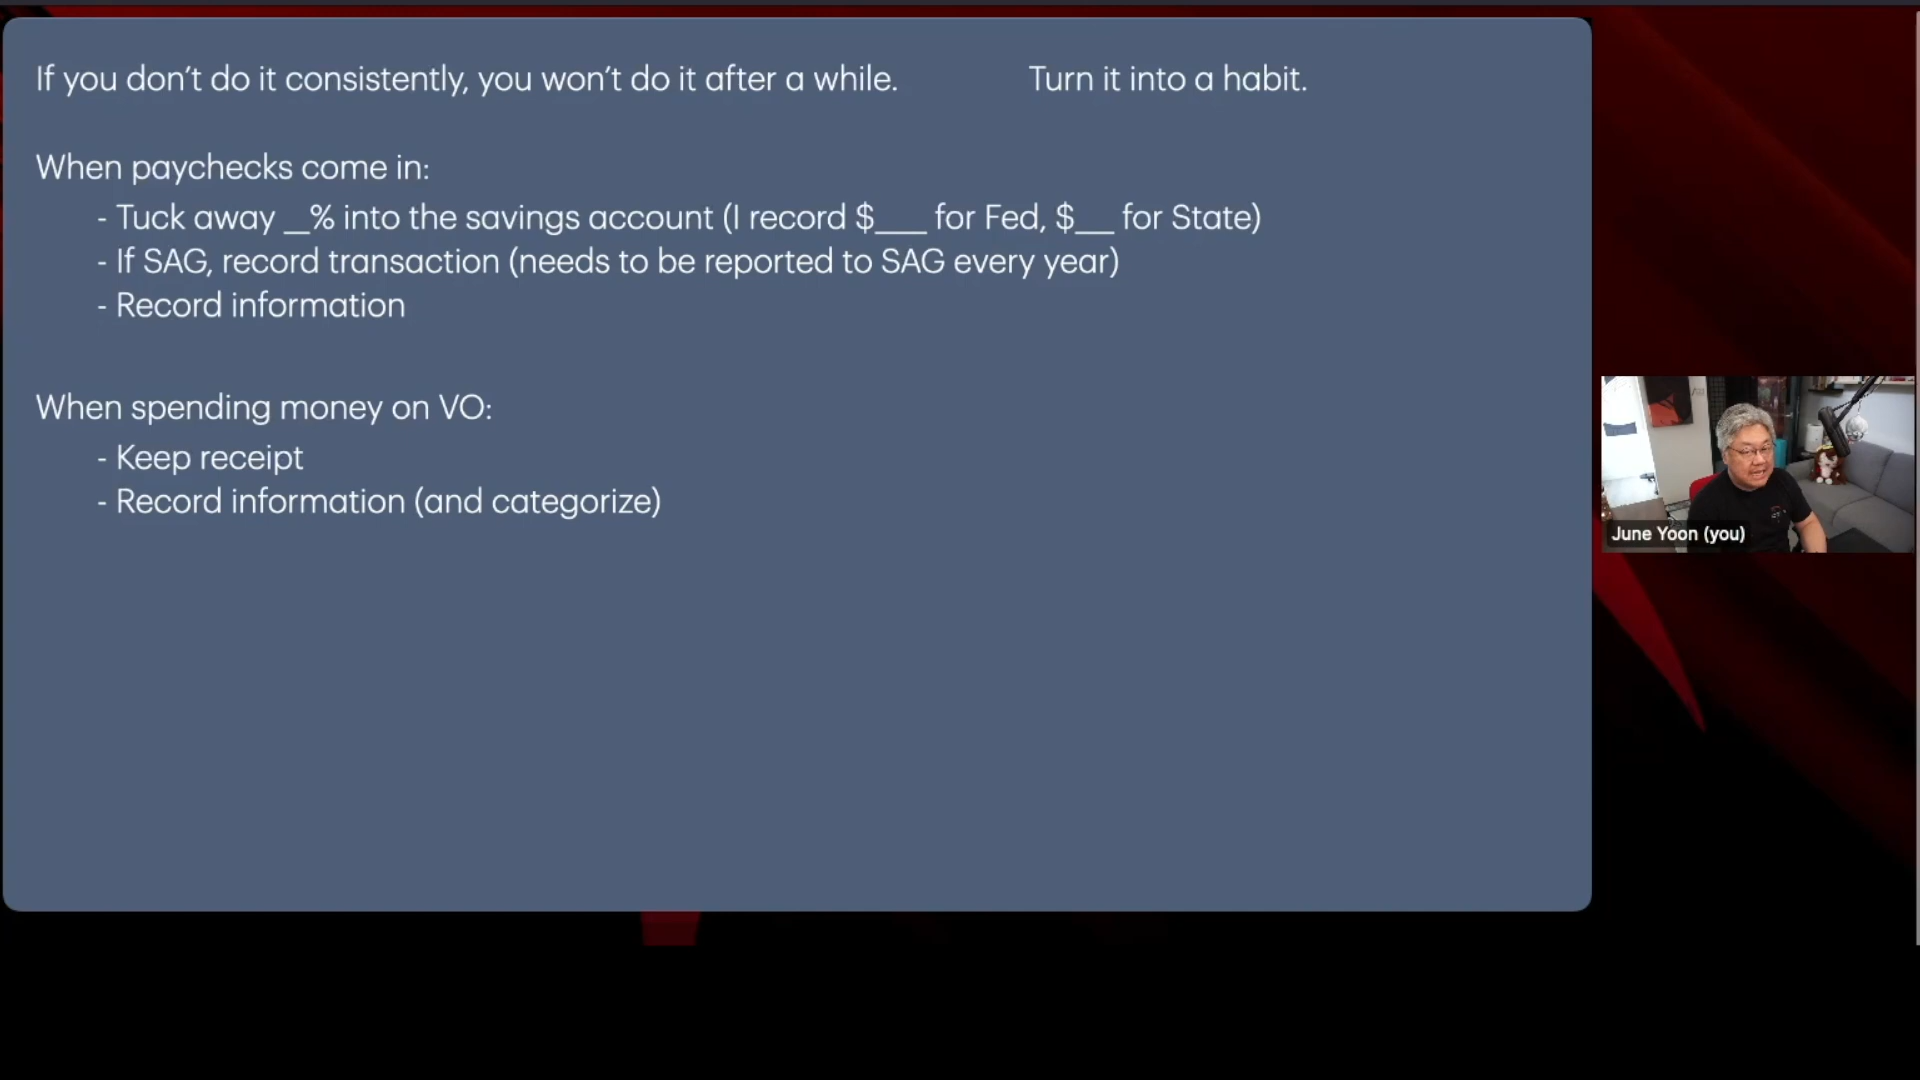 If you don’t do it consistently, you won’t do it after a while. Turn it into a habit.
When paychecks come in:
- Tuck away __% into the savings account (I record $___ for Fed, $__ for State)
- If SAG, record transaction (needs to be reported to SAG every year)
- Record information
When spending money on VO:
- Keep receipt
- Record information (and categorize)
June Yoon (you)